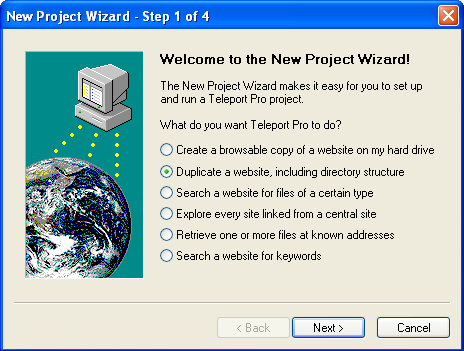 New Project Wizard - Step 1 of 4
Welcome to the New Project Wizard!
The New Project Wizard makes it easy for you to set up
and run a Teleport Pro project.
What do you want Teleport Pro to do?
Create a browsable copy of a website on my hard drive
Duplicate a website, including directory structure
Search a website for files of a certain type
Explore every site linked from a central site
Retrieve one or more files at known addresses
Search a website for keywords
< Back
Next >
Cancel